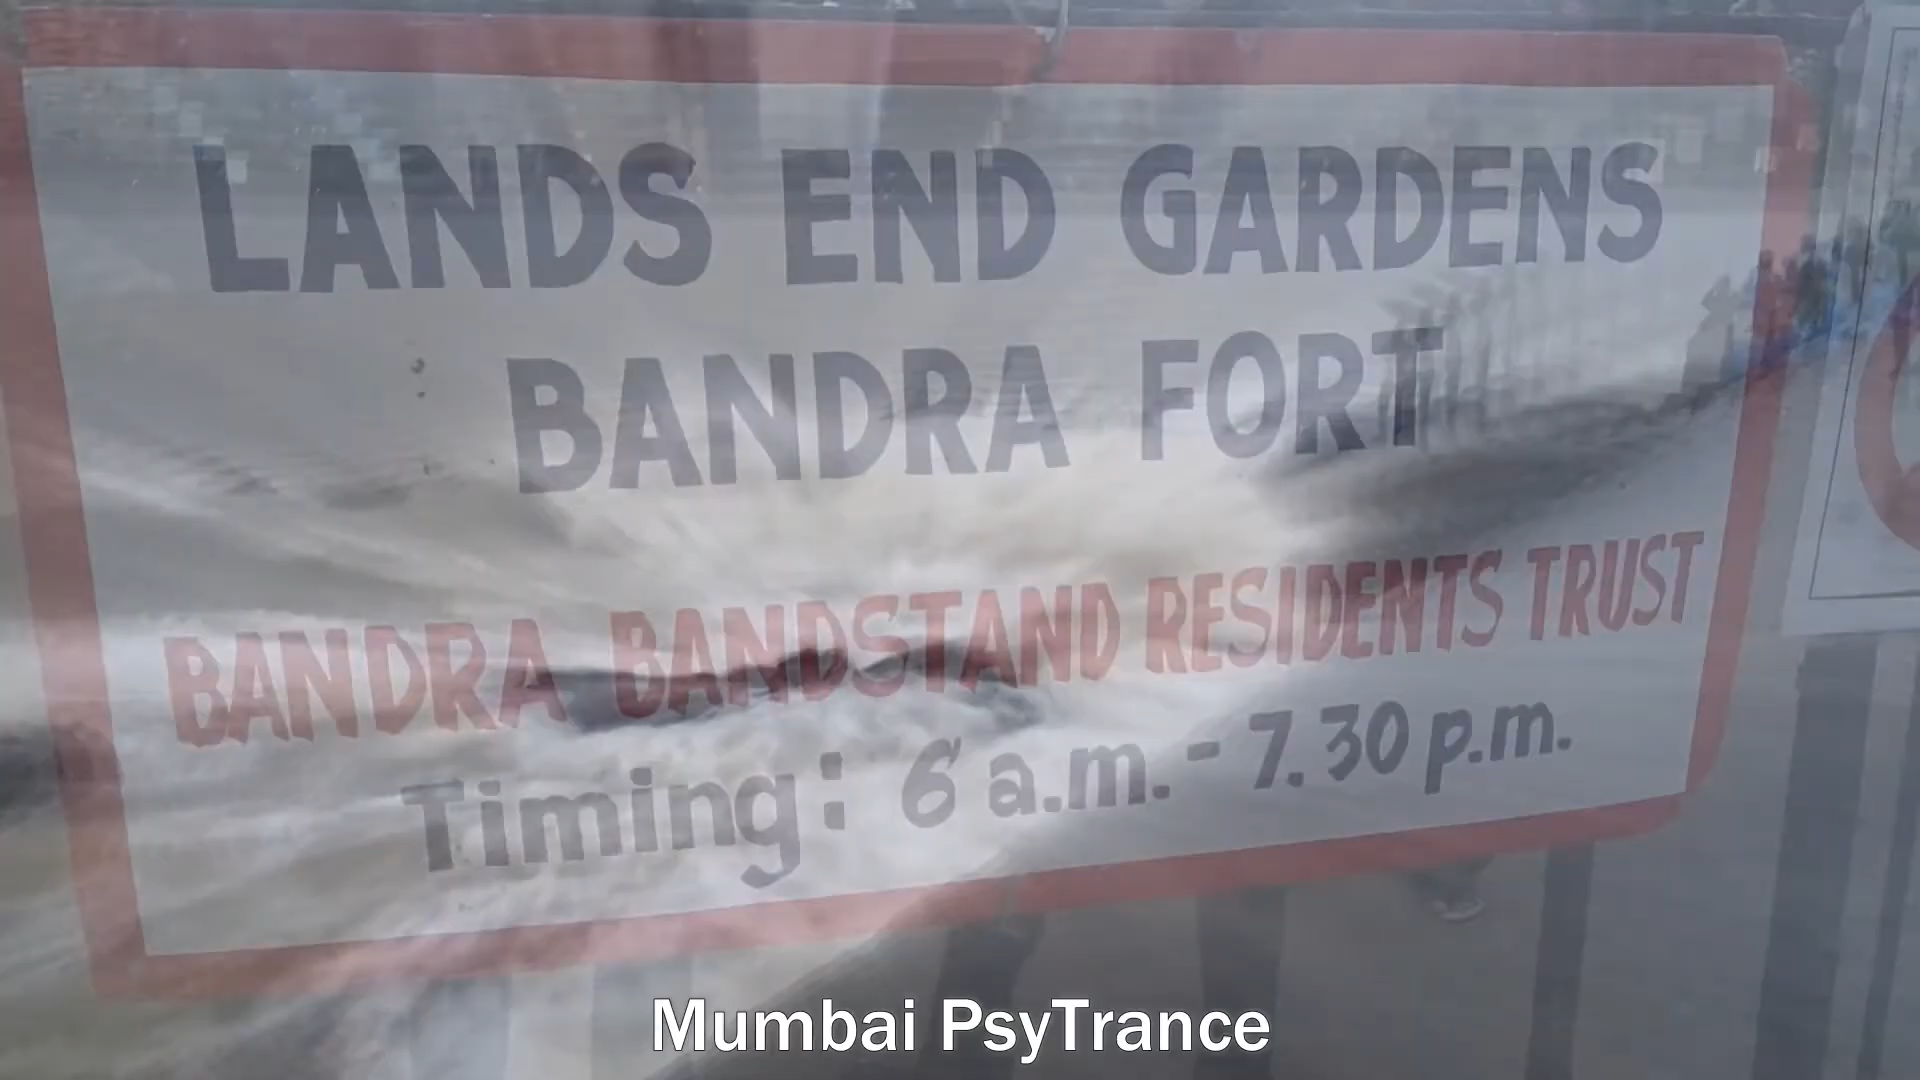 LANDS END GARDENS
BANDRA FORT
BANDRA BANDSTAND RESIDENTS TRUST
Timing: 6 a.m. - 7.30 p.m.
Mumbai PsyTrance